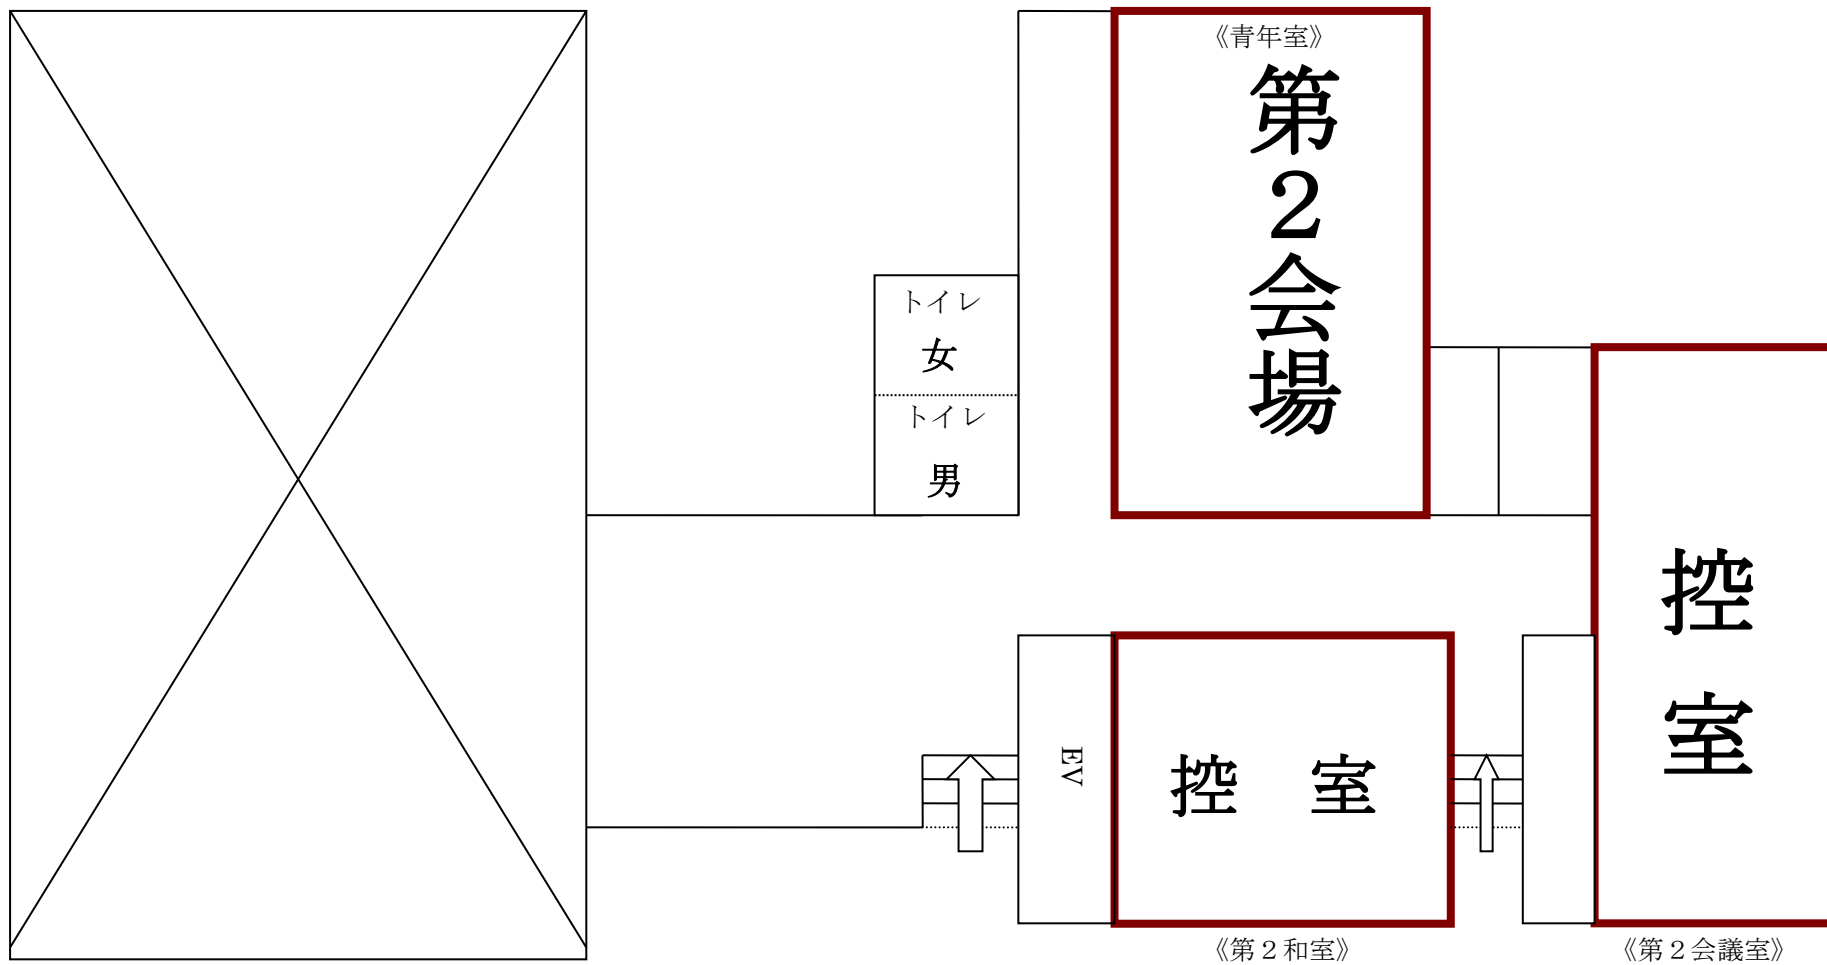 《青年室》
第２会場
トイレ
女
トイレ
男
控室
EV
控　室
《第２和室》
《第２会議室》